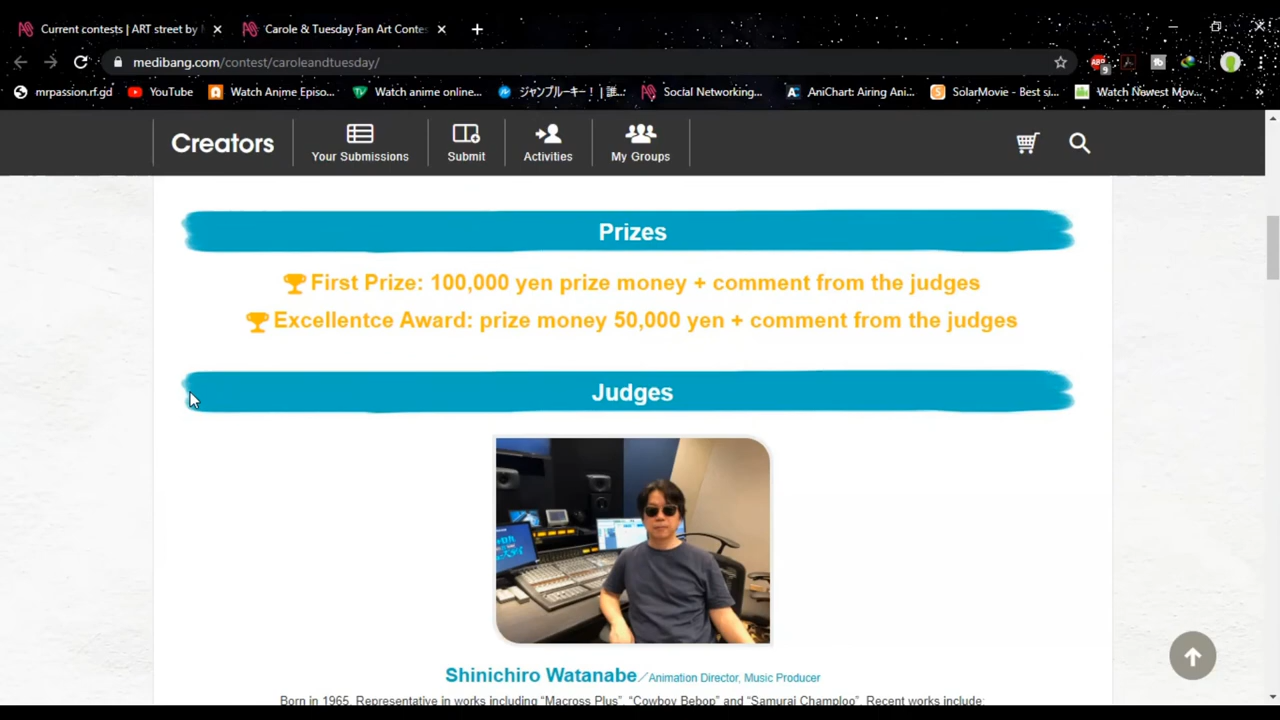 Current contests | ART street by
Carole & Tuesday Fan Art Conte
medibang.com/contest/caroleandtuesday/
ABP
9
mrpassion.rf.gd
YouTube
Watch Anime Episo...
Watch anime online...
ジャンプルーキー！｜誰...
Social Networking...
AniChart: Airing Ani...
SolarMovie - Best si...
Watch Newest Mov...
Creators
Your Submissions
Submit
Activities
My Groups
Prizes
First Prize: 100,000 yen prize money + comment from the judges
Excellentce Award: prize money 50,000 yen + comment from the judges
Judges
Shinichiro Watanabe／Animation Director, Music Producer
Born in 1965. Representative in works including “Macross Plus”, “Cowboy Bebop” and “Samurai Champloo”. Recent works include: